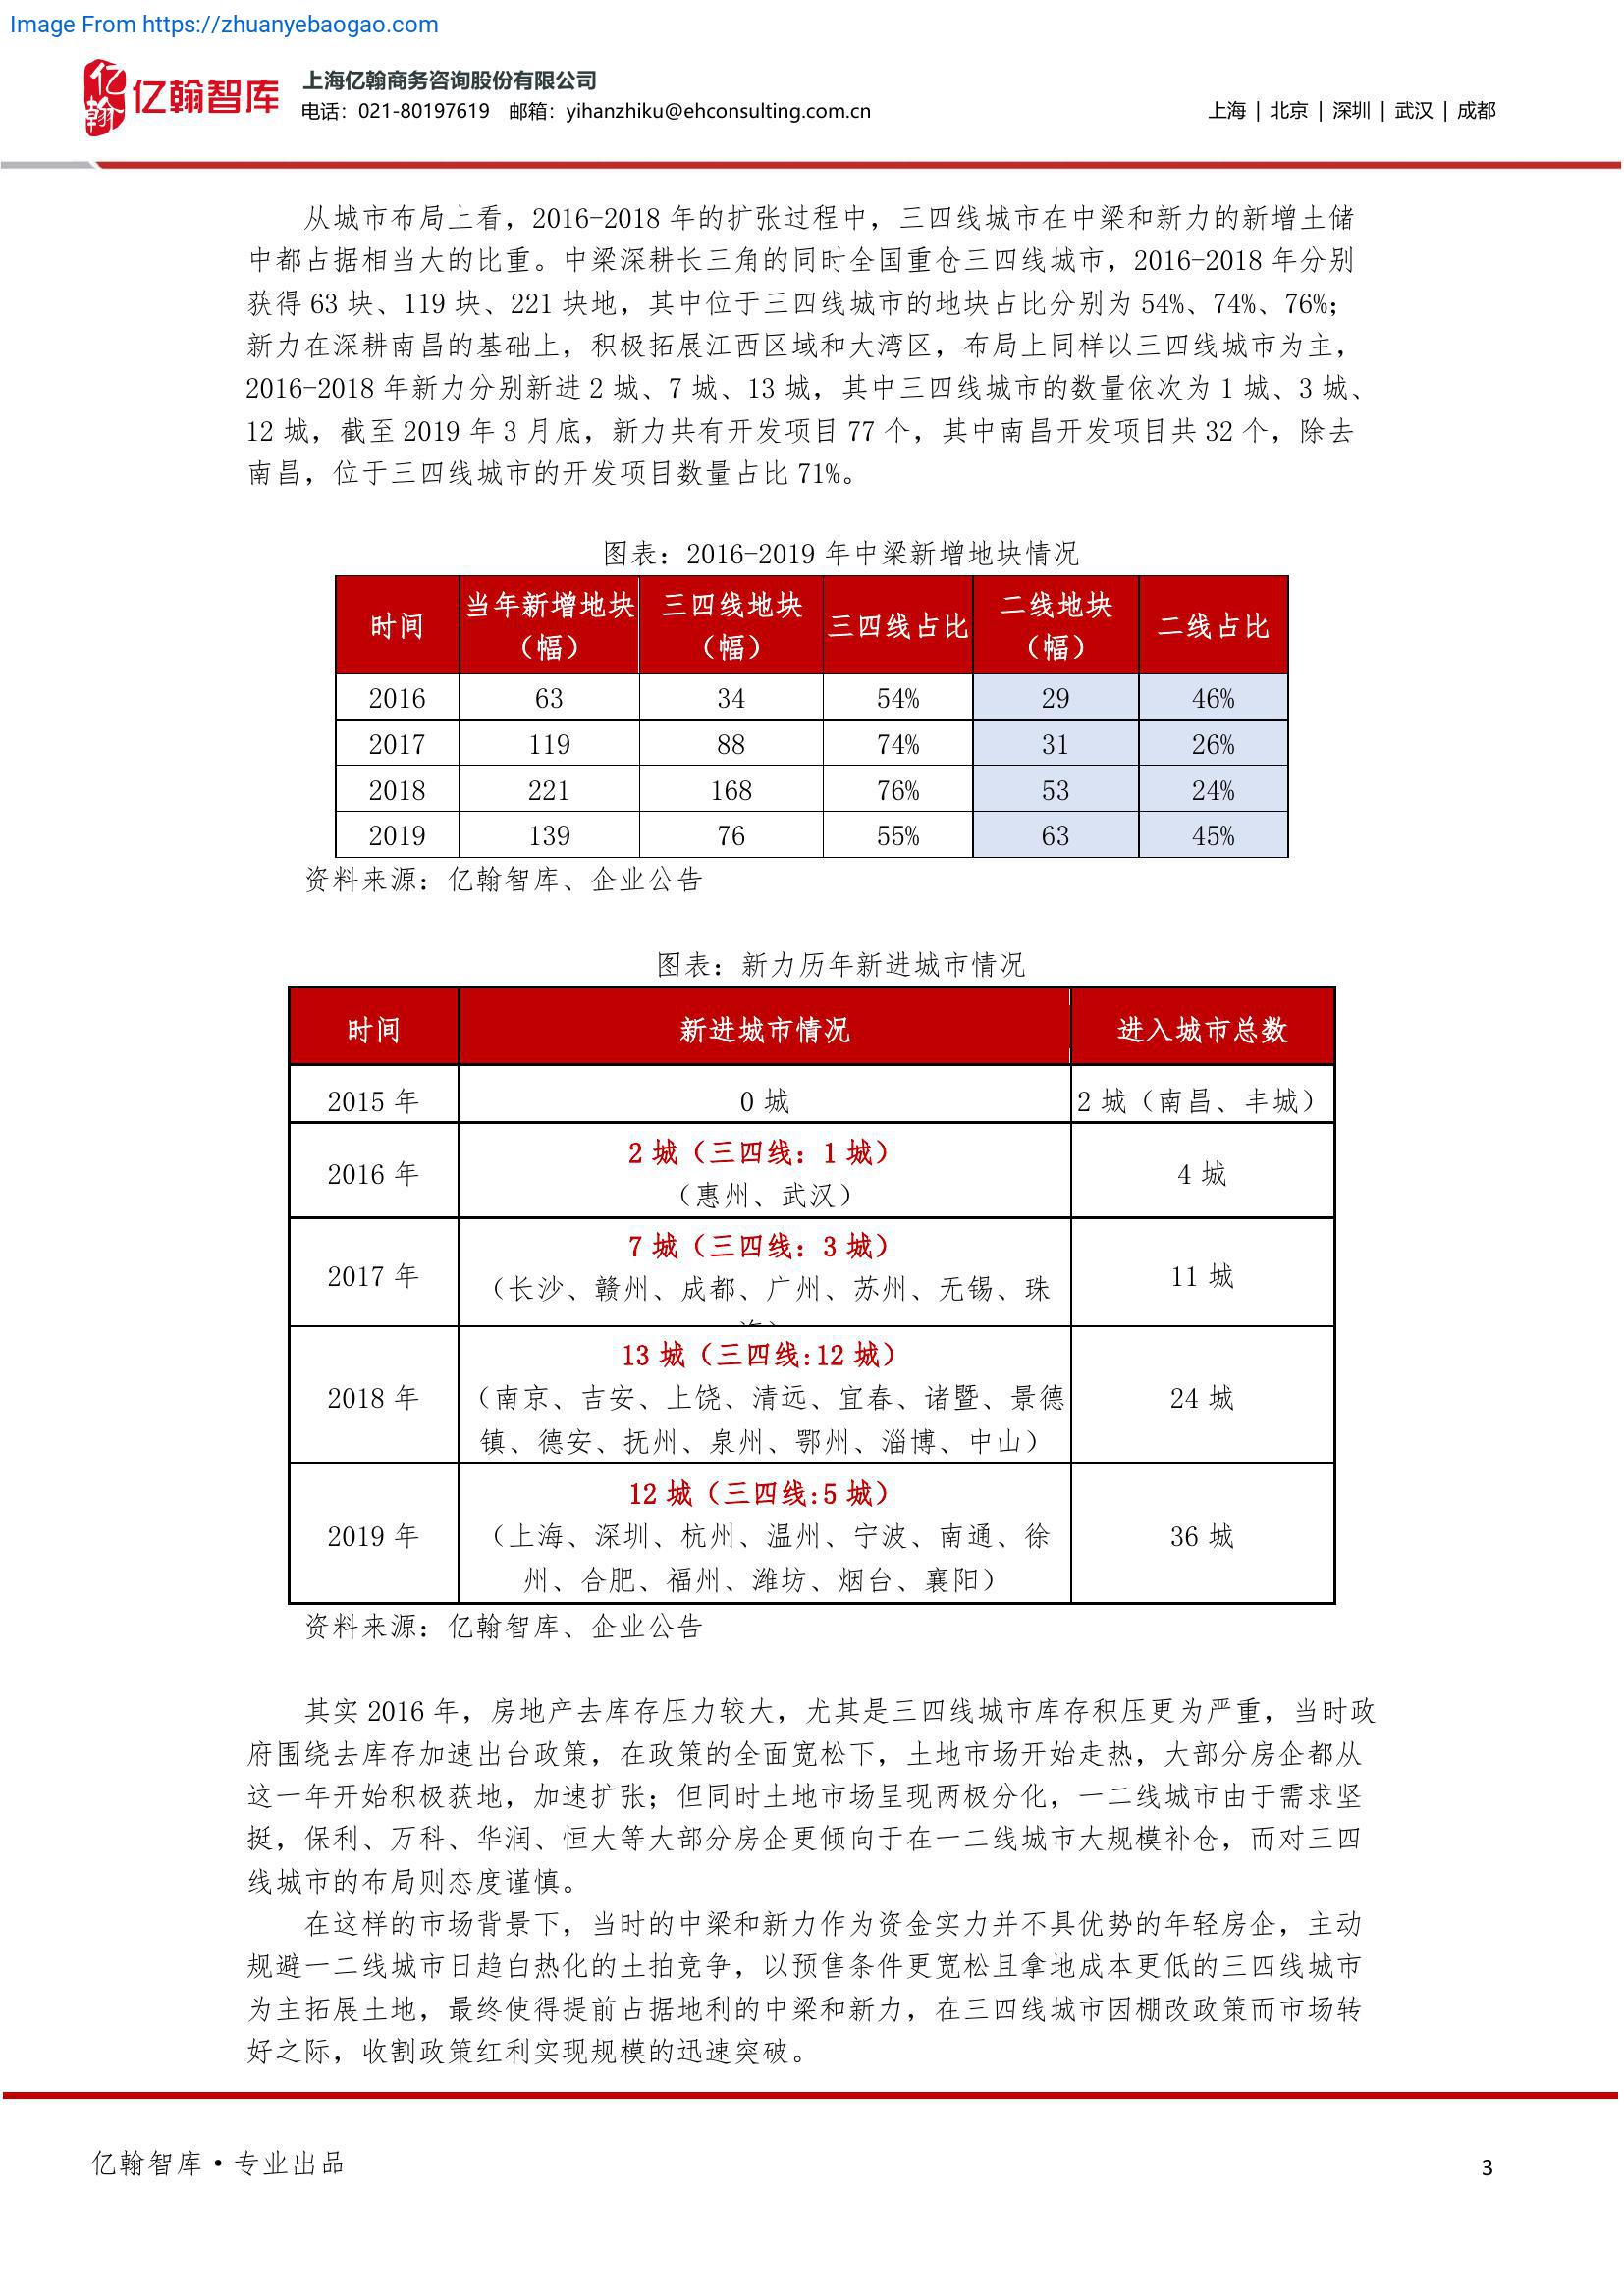 Image From https://zhuanyebaogao.com
亿翰
亿翰智库
上海亿翰商务咨询股份有限公司
电话：021-80197619 邮箱：yihanzhiku@ehconsulting.com.cn
上海 | 北京 | 深圳 | 武汉 | 成都
从城市布局上看，2016-2018 年的扩张过程中，三四线城市在中梁和新力的新增土储
中都占据相当大的比重。中梁深耕长三角的同时全国重仓三四线城市，2016-2018 年分别
获得 63 块、119 块、221 块地，其中位于三四线城市的地块占比分别为 54%、74%、76%；
新力在深耕南昌的基础上，积极拓展江西区域和大湾区，布局上同样以三四线城市为主，
2016-2018 年新力分别新进 2 城、7 城、13 城，其中三四线城市的数量依次为 1 城、3 城、
12 城，截至 2019 年 3 月底，新力共有开发项目 77 个，其中南昌开发项目共 32 个，除去
南昌，位于三四线城市的开发项目数量占比 71%。
图表：2016-2019 年中梁新增地块情况
时间 当年新增地块（幅） 三四线地块（幅） 三四线占比 二线地块（幅） 二线占比
2016 63 34 54% 29 46%
2017 119 88 74% 31 26%
2018 221 168 76% 53 24%
2019 139 76 55% 63 45%
资料来源：亿翰智库、企业公告
图表：新力历年新进城市情况
时间 新进城市情况 进入城市总数
2015 年 0 城 2 城（南昌、丰城）
2016 年 2 城（三四线：1 城） 4 城
（惠州、武汉）
2017 年 7 城（三四线：3 城） 11 城
（长沙、赣州、成都、广州、苏州、无锡、珠
2018 年 13 城（三四线:12 城） 24 城
（南京、吉安、上饶、清远、宜春、诸暨、景德
镇、德安、抚州、泉州、鄂州、淄博、中山）
2019 年 12 城（三四线:5 城） 36 城
（上海、深圳、杭州、温州、宁波、南通、徐
州、合肥、福州、潍坊、烟台、襄阳）
资料来源：亿翰智库、企业公告
其实 2016 年，房地产去库存压力较大，尤其是三四线城市库存积压更为严重，当时政
府围绕去库存加速出台政策，在政策的全面宽松下，土地市场开始走热，大部分房企都从
这一年开始积极获地，加速扩张；但同时土地市场呈现两极分化，一二线城市由于需求坚
挺，保利、万科、华润、恒大等大部分房企更倾向于在一二线城市大规模补仓，而对三四
线城市的布局则态度谨慎。
在这样的市场背景下，当时的中梁和新力作为资金实力并不具优势的年轻房企，主动
规避一二线城市日趋白热化的土拍竞争，以预售条件更宽松且拿地成本更低的三四线城市
为主拓展土地，最终使得提前占据地利的中梁和新力，在三四线城市因棚改政策而市场转
好之际，收割政策红利实现规模的迅速突破。
亿翰智库·专业出品
3